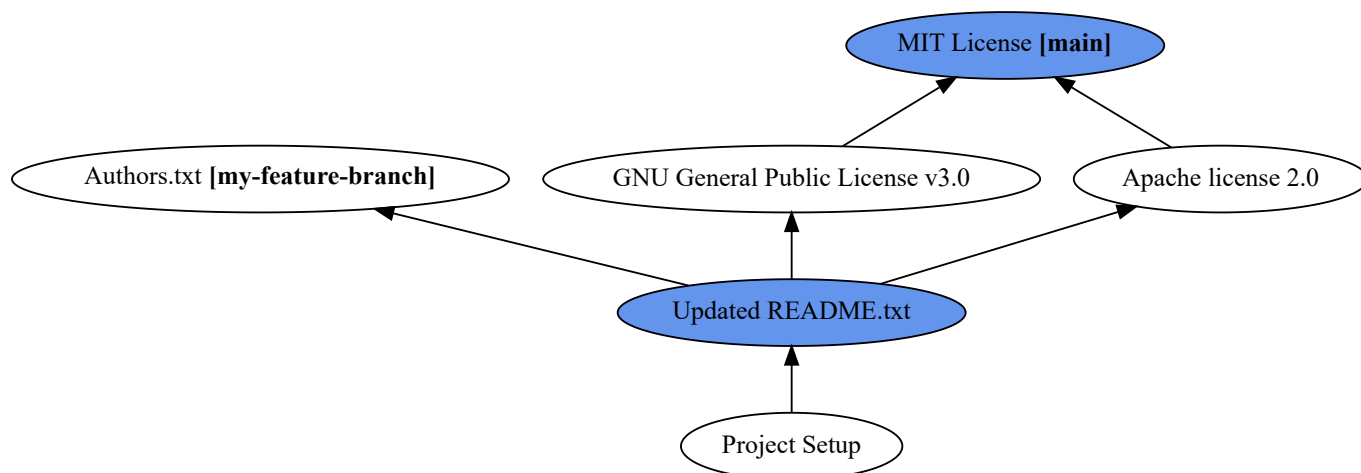 MIT License [main]
Authors.txt [my-feature-branch]
GNU General Public License v3.0
Apache license 2.0
Updated README.txt
Project Setup